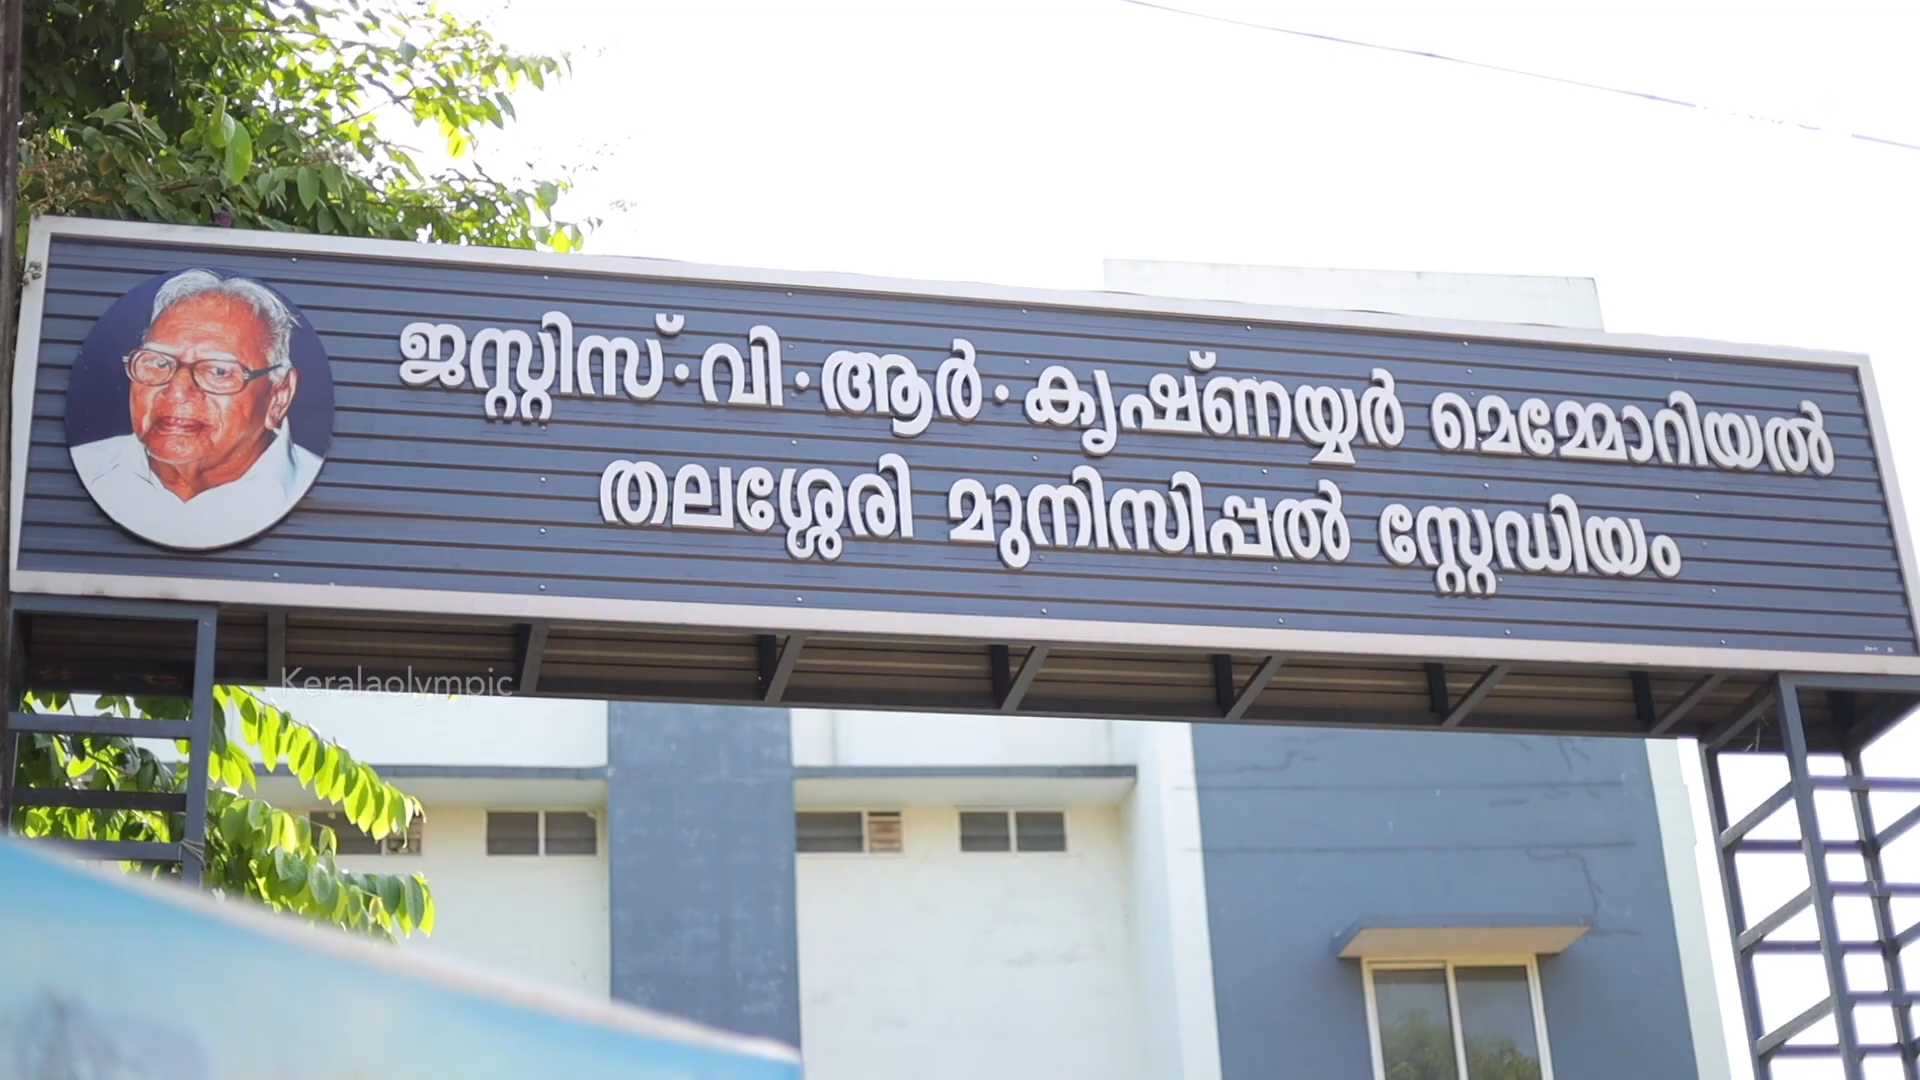 ജസ്റ്റിസ്·വി·ആർ·കൃഷ്ണയ്യർ മെമ്മോറിയൽ
തലശ്ശേരി മുനിസിപ്പൽ സ്റ്റേഡിയം
Keralaolympic